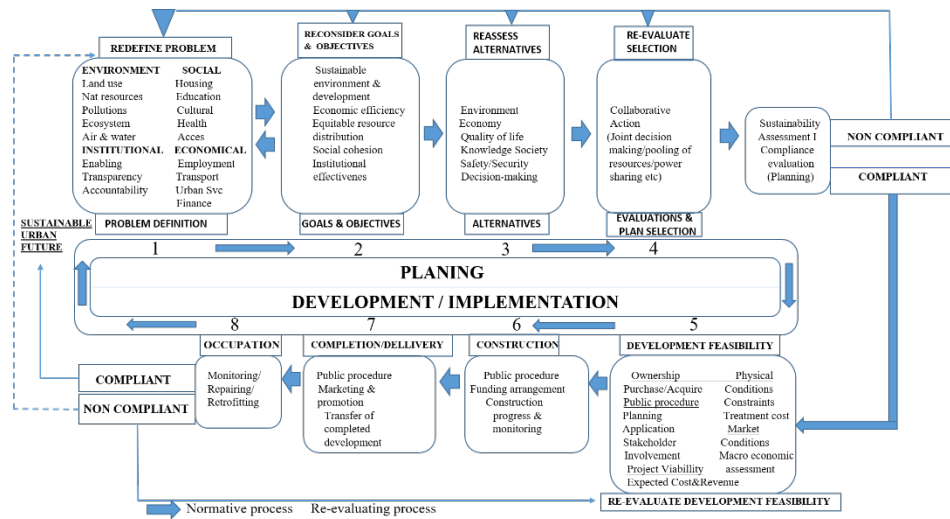 REDEFINE PROBLEM
RECONSIDER GOALS
& OBJECTIVES
REASSESS
ALTERNATIVES
RE-EVALUATE
SELECTION
ENVIRONMENT
Land use
Nat resources
Pollutions
Ecosystem
Air & water
INSTITUTIONAL
Enabling
Transparency
Accountability
SOCIAL
Housing
Education
Cultural
Health
Acces
ECONOMICAL
Employment
Transport
Urban Svc
Finance
Sustainable
environment &
development
Economic efficiency
Equitable resource
distribution
Social cohesion
Institutional
effectivenes
Environment
Economy
Quality of life
Knowledge Society
Safety/Security
Decision-making
Collaborative
Action
(Joint decision
making/pooling of
resources/power
sharing etc)
Sustainability
Assessment I
Compliance
evaluation
(Planning)
NON COMPLIANT
COMPLIANT
SUSTAINABLE
URBAN
FUTURE
PROBLEM DEFINITION
GOALS & OBJECTIVES
ALTERNATIVES
EVALUATIONS &
PLAN SELECTION
1
2
3
4
PLANING
DEVELOPMENT / IMPLEMENTATION
8
7
6
5
OCCUPATION
COMPLETION/DELLIVERY
CONSTRUCTION
DEVELOPMENT FEASIBILITY
COMPLIANT
NON COMPLIANT
Monitoring/
Repairing/
Retrofitting
Public procedure
Marketing &
promotion
Transfer of
completed
development
Public procedure
Funding arrangement
Construction
progress &
monitoring
Ownership
Purchase/Acquire
Public procedure
Planning
Application
Stakeholder
Involvement
Project Viabillity
Expected Cost&Revenue
Physical
Conditions
Constraints
Treatment cost
Market
Conditions
Macro economic
assessment
RE-EVALUATE DEVELOPMENT FEASIBILITY
Normative process
Re-evaluating process